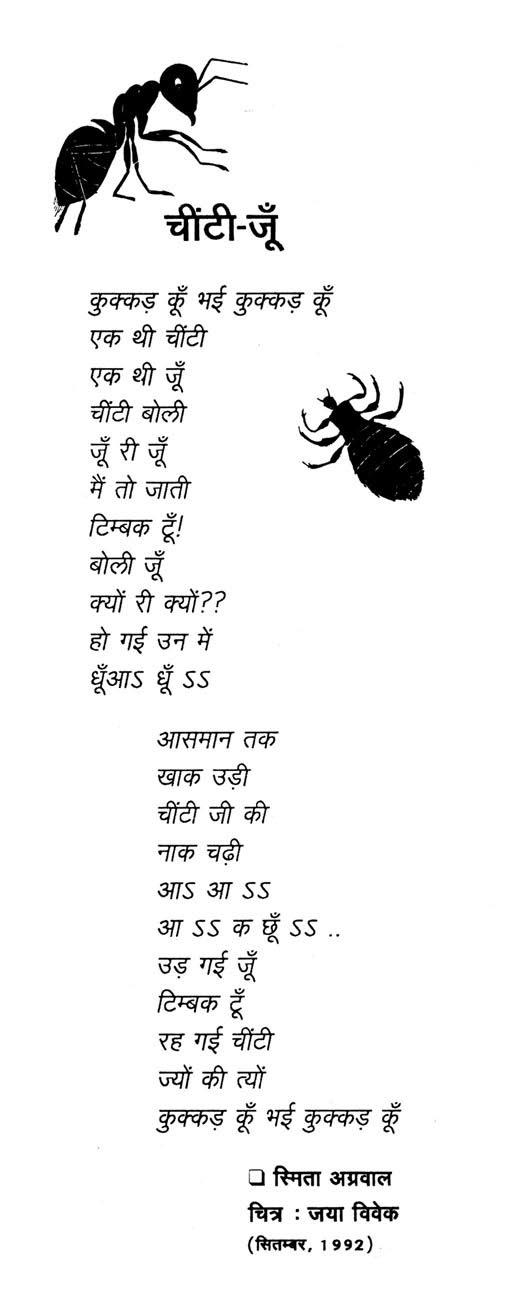 चींटी-जूँ
कुक्कड़ कूँ भई कुक्कड़ कूँ
एक थी चींटी
एक थी जूँ
चींटी बोली
जूँ री जूँ
मैं तो जाती
टिम्बक टूँ!
बोली जूँ
क्यों री क्यों??
हो गई उन में
धूँआऽ धूँ ऽऽ
आसमान तक
खाक उड़ी
चींटी जी की
नाक चढ़ी
आऽ आ ऽऽ
आ ऽऽ क छूँ ऽऽ ..
उड़ गई जूँ
टिम्बक टूँ
रह गई चींटी
ज्यों की त्यों
कुक्कड़ कूँ भई कुक्कड़ कूँ
❑ स्मिता अग्रवाल
चित्र : जया विवेक
(सितम्बर, 1992)